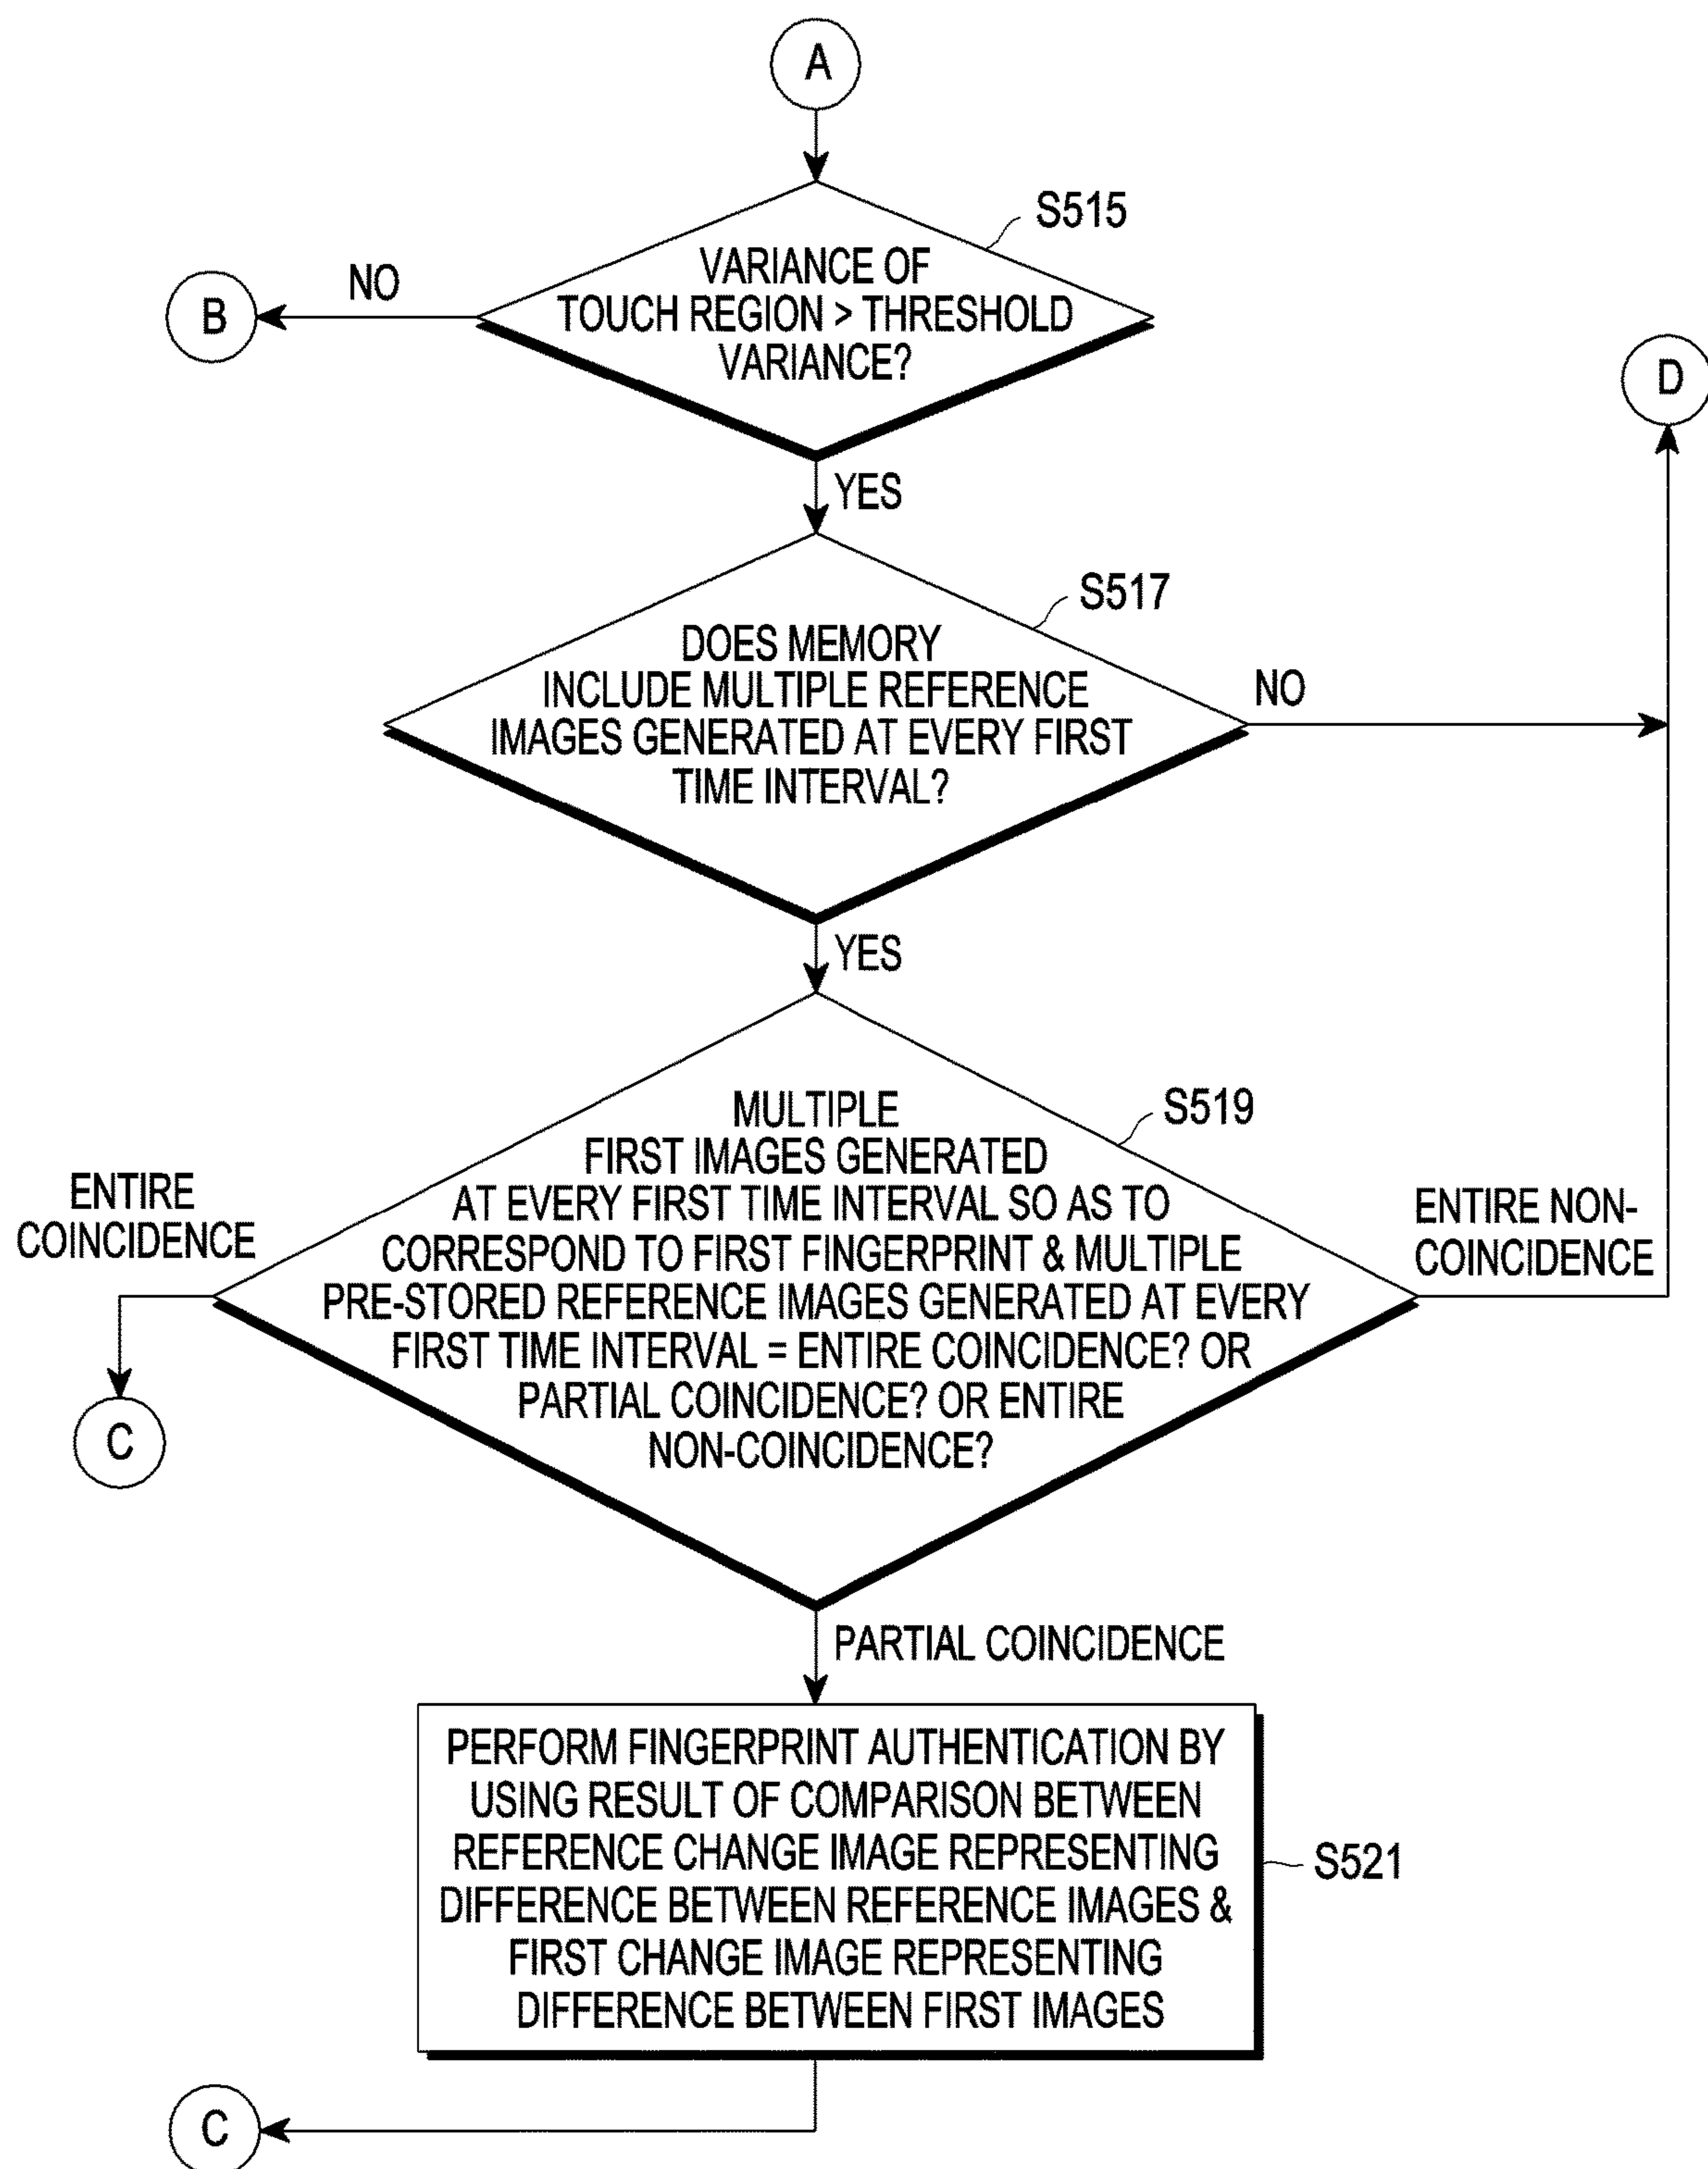 A
S515
VARIANCE OF
TOUCH REGION > THRESHOLD
VARIANCE?
NO
B
D
YES
S517
DOES MEMORY
INCLUDE MULTIPLE REFERENCE
IMAGES GENERATED AT EVERY FIRST
TIME INTERVAL?
NO
YES
S519
MULTIPLE
FIRST IMAGES GENERATED
AT EVERY FIRST TIME INTERVAL SO AS TO
CORRESPOND TO FIRST FINGERPRINT & MULTIPLE
PRE-STORED REFERENCE IMAGES GENERATED AT EVERY
FIRST TIME INTERVAL = ENTIRE COINCIDENCE? OR
PARTIAL COINCIDENCE? OR ENTIRE
NON-COINCIDENCE?
ENTIRE
COINCIDENCE
ENTIRE NON-
COINCIDENCE
C
PARTIAL COINCIDENCE
PERFORM FINGERPRINT AUTHENTICATION BY
USING RESULT OF COMPARISON BETWEEN
REFERENCE CHANGE IMAGE REPRESENTING
DIFFERENCE BETWEEN REFERENCE IMAGES &
FIRST CHANGE IMAGE REPRESENTING
DIFFERENCE BETWEEN FIRST IMAGES
S521
C